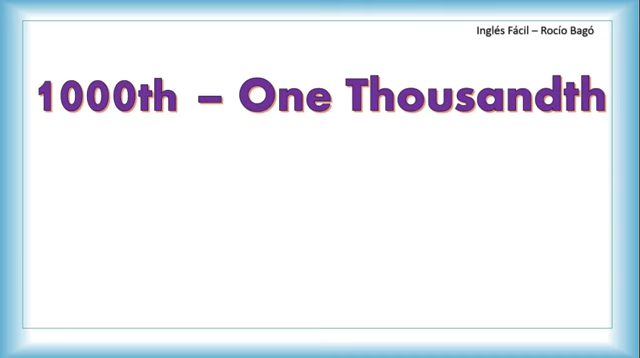 Inglés Fácil – Rocío Bagó
1000th – One Thousandth